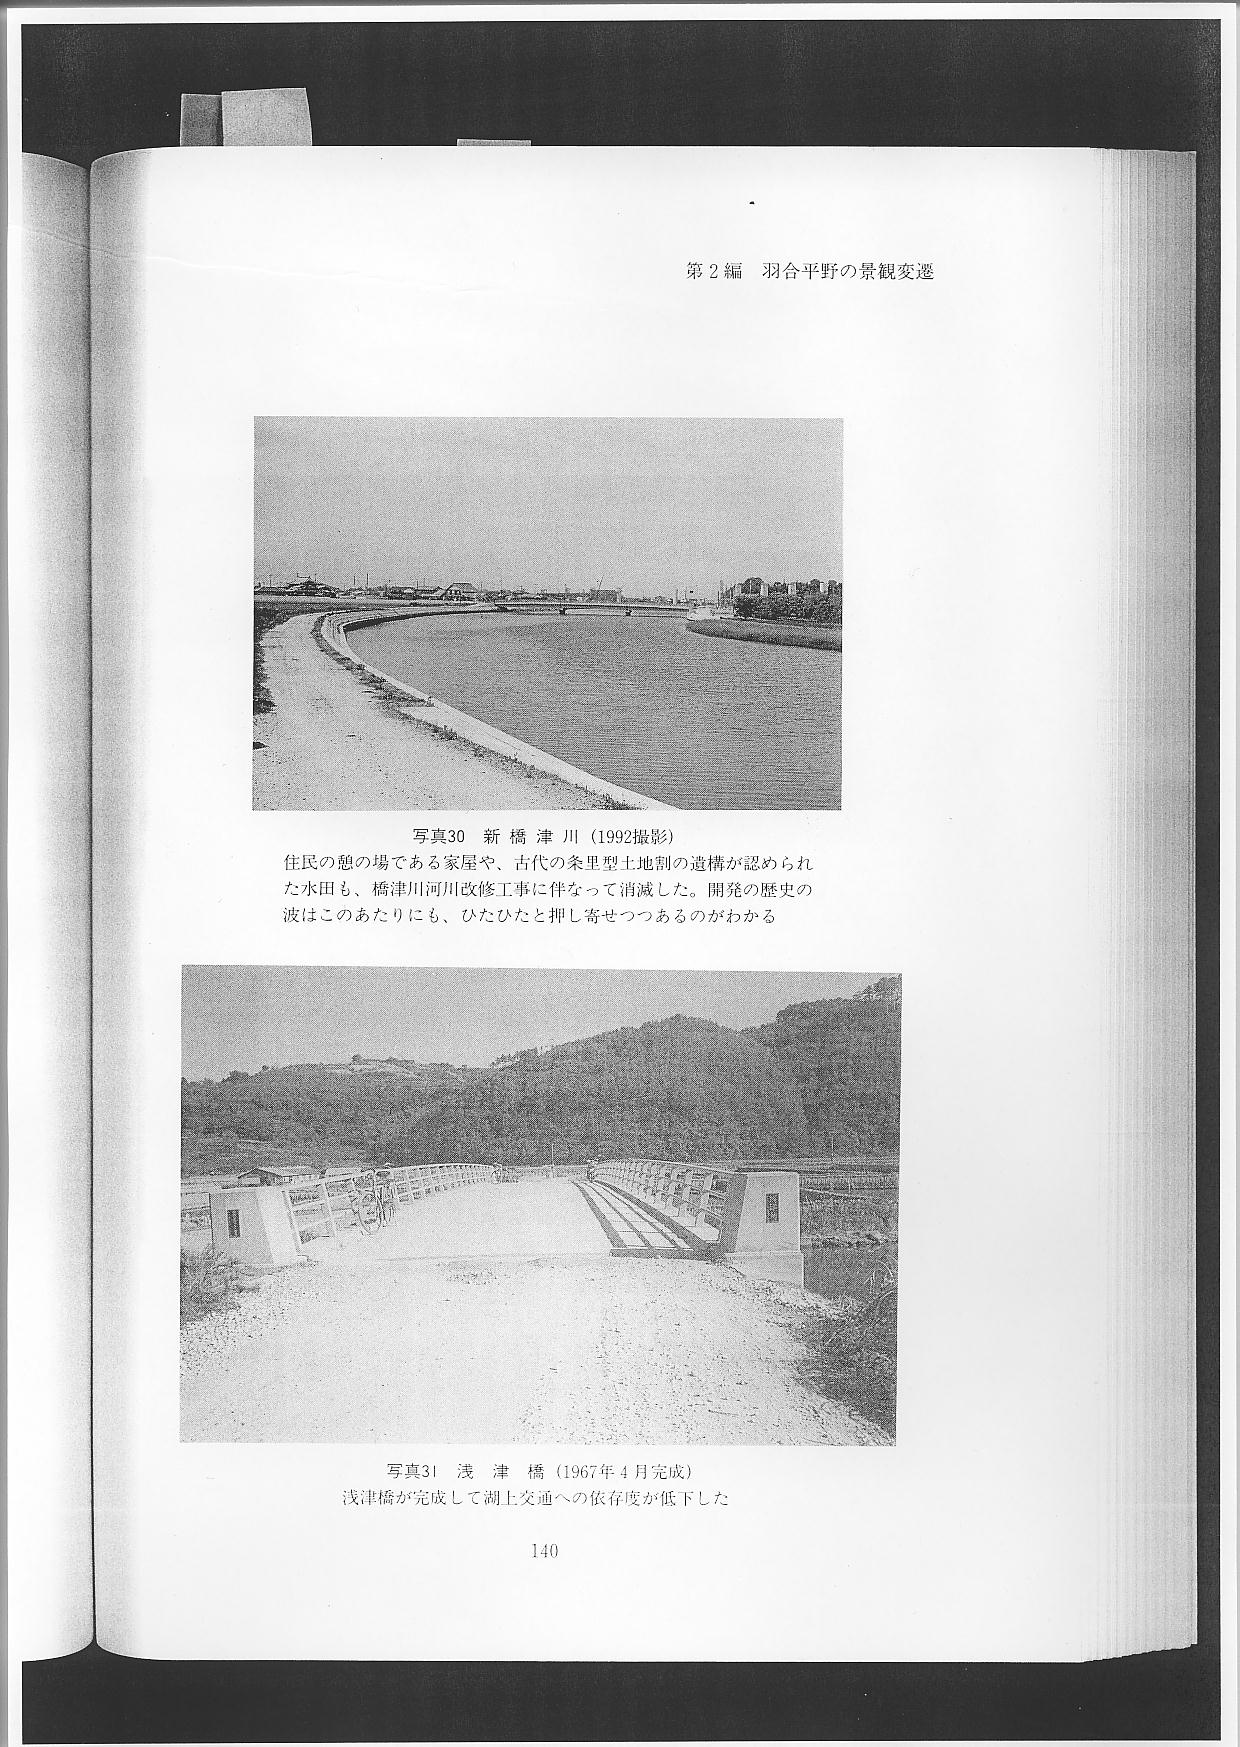 第2編 羽合平野の景観変遷
写真30 新橋津川(1992撮影)
住民の憩の場である家屋や、古代の条里型土地割の遺構が認められ
た水田も、橋津川河川改修工事に伴なって消滅した。開発の歴史の
波はこのあたりにも、ひたひたと押し寄せつつあるのがわかる
写真31 浅津橋(1967年4月完成)
浅津橋が完成して湖上交通への依存度が低下した
140